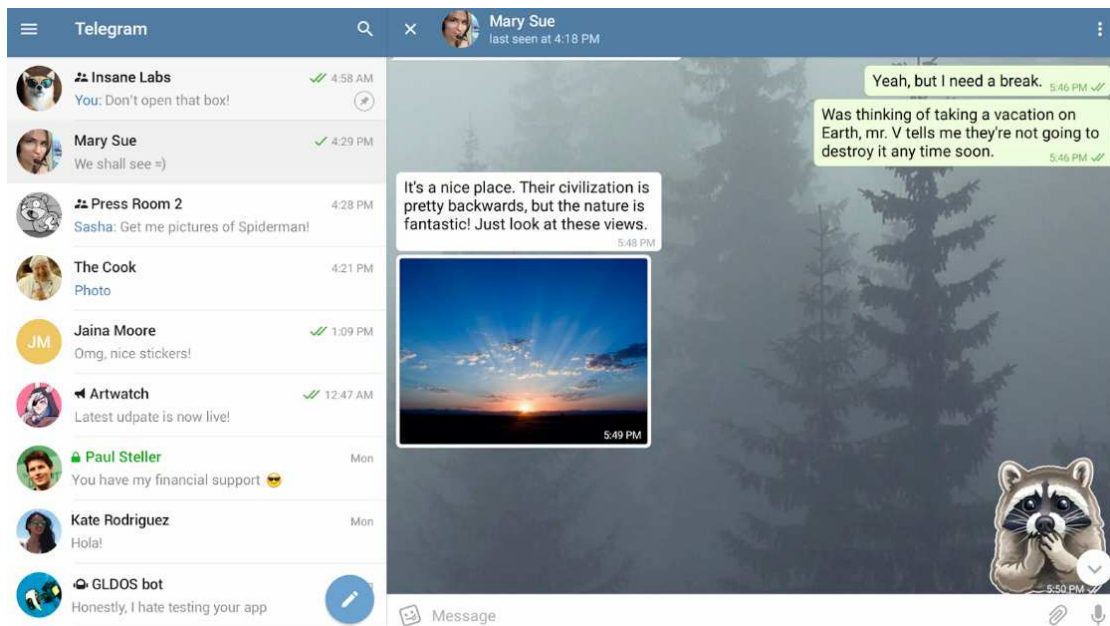 Telegram
Insane Labs
4:58 AM
You: Don't open that box!
Mary Sue
4:29 PM
We shall see =)
Press Room 2
4:28 PM
Sasha: Get me pictures of Spiderman!
The Cook
4:21 PM
Photo
JM
Jaina Moore
1:09 PM
Omg, nice stickers!
Artwatch
12:47 AM
Latest udpate is now live!
Paul Steller
Mon
You have my financial support 😎
Kate Rodriguez
Mon
Hola!
GLDOS bot
Honestly, I hate testing your app
Mary Sue
last seen at 4:18 PM
Yeah, but I need a break.
5:46 PM
Was thinking of taking a vacation on
Earth, mr. V tells me they're not going to
destroy it any time soon.
5:46 PM
It's a nice place. Their civilization is
pretty backwards, but the nature is
fantastic! Just look at these views.
5:48 PM
5:49 PM
5:50 PM
Message